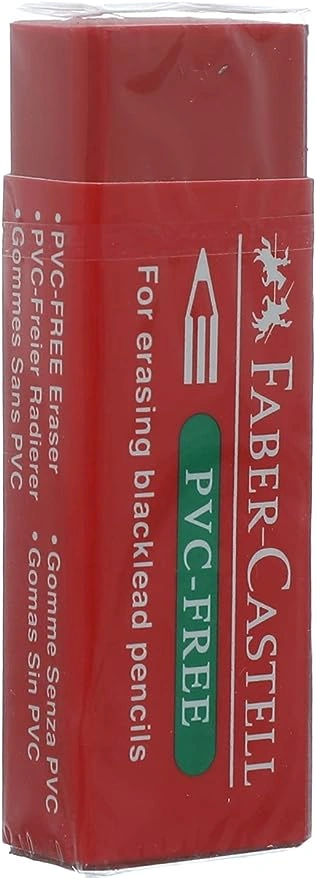 FABER-CASTELL
PVC-FREE
For erasing blacklead pencils
• PVC-FREE Eraser
• PVC-Freier Radierer
• Gommes Sans PVC
• Gomme Senza PVC
• Gomas Sin PVC